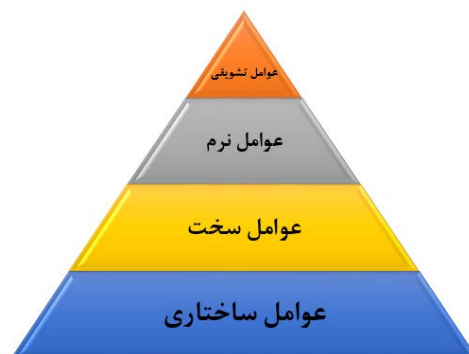 عوامل تشویقی
عوامل نرم
عوامل سخت
عوامل ساختاری